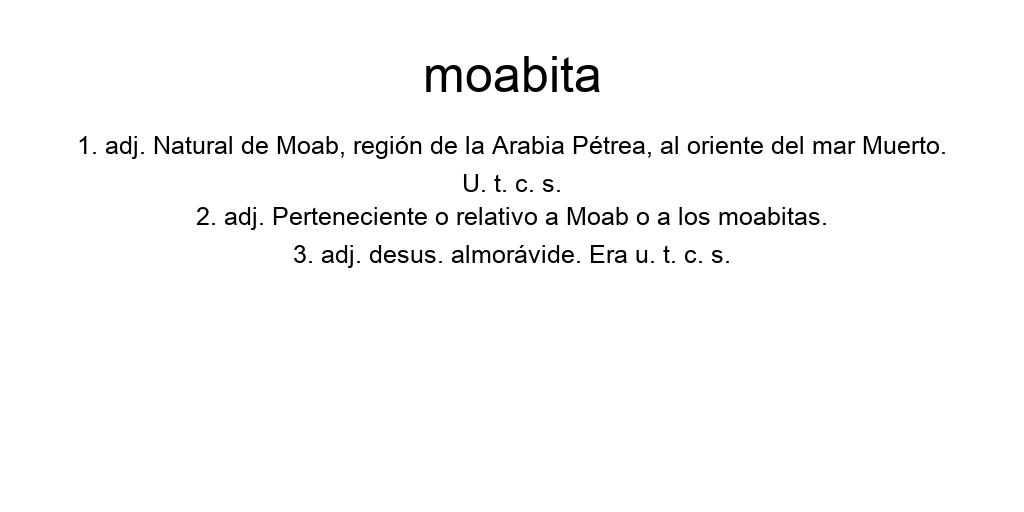 moabita
1. adj. Natural de Moab, región de la Arabia Pétrea, al oriente del mar Muerto.
U. t. c. s.
2. adj. Perteneciente o relativo a Moab o a los moabitas.
3. adj. desus. almorávide. Era u. t. c. s.